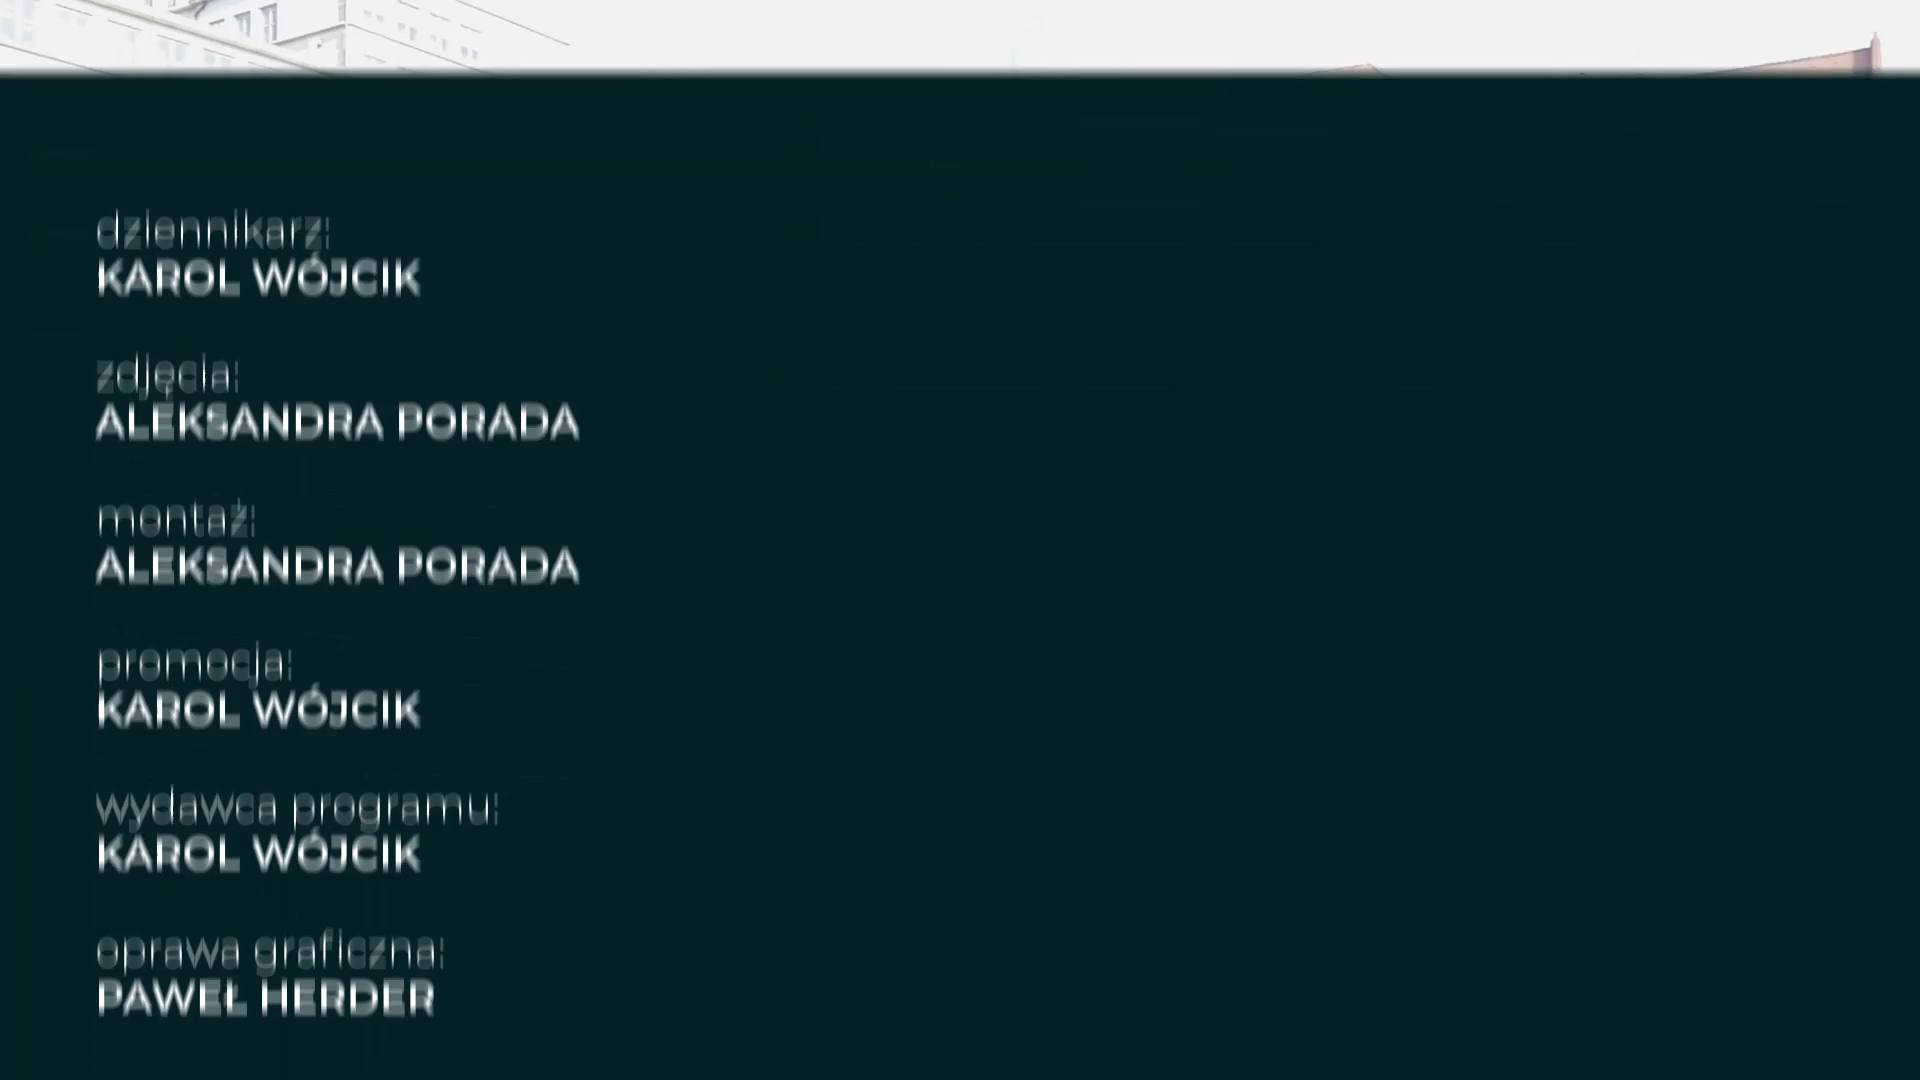 dziennikarz:
KAROL WÓJCIK
zdjęcia:
ALEKSANDRA PORADA
montaż:
ALEKSANDRA PORADA
promocja:
KAROL WÓJCIK
wydawca programu:
KAROL WÓJCIK
oprawa graficzna:
PAWEŁ HERDER